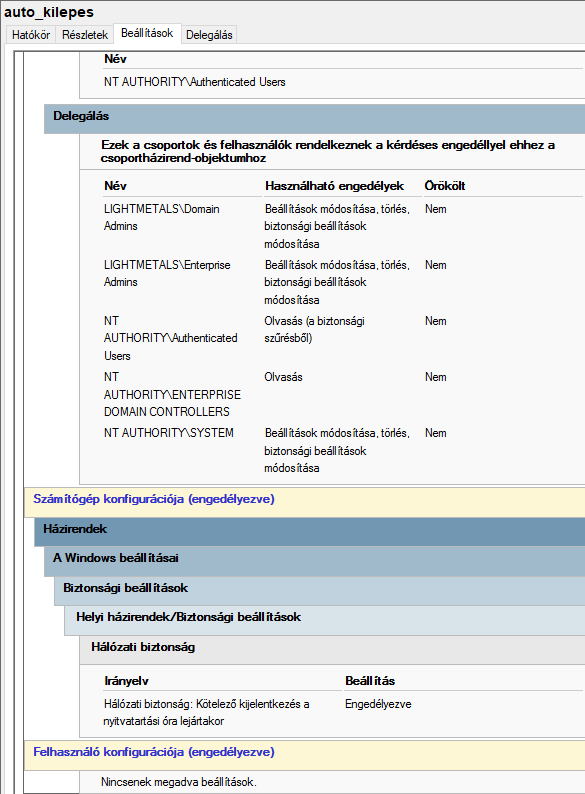 auto_kilepes
Hatókör Részletek Beállítások Delegálás
Név
NT AUTHORITY\Authenticated Users
Delegálás
Ezek a csoportok és felhasználók rendelkeznek a kérdéses engedéllyel ehhez a
csoportházirend-objektumhoz
Név Használható engedélyek Örökölt
LIGHTMETALS\Domain Beállítások módosítása, törlés, Nem
Admins biztonsági beállítások
módosítása
LIGHTMETALS\Enterprise Beállítások módosítása, törlés, Nem
Admins biztonsági beállítások
módosítása
NT Olvasás (a biztonsági Nem
AUTHORITY\Authenticated szűrésből)
Users
NT Olvasás Nem
AUTHORITY\ENTERPRISE
DOMAIN CONTROLLERS
NT AUTHORITY\SYSTEM Beállítások módosítása, törlés, Nem
biztonsági beállítások
módosítása
Számítógép konfigurációja (engedélyezve)
Házirendek
A Windows beállításai
Biztonsági beállítások
Helyi házirendek/Biztonsági beállítások
Hálózati biztonság
Irányelv Beállítás
Hálózati biztonság: Kötelező kijelentkezés a Engedélyezve
nyitvatartási óra lejártakor
Felhasználó konfigurációja (engedélyezve)
Nincsenek megadva beállítások.